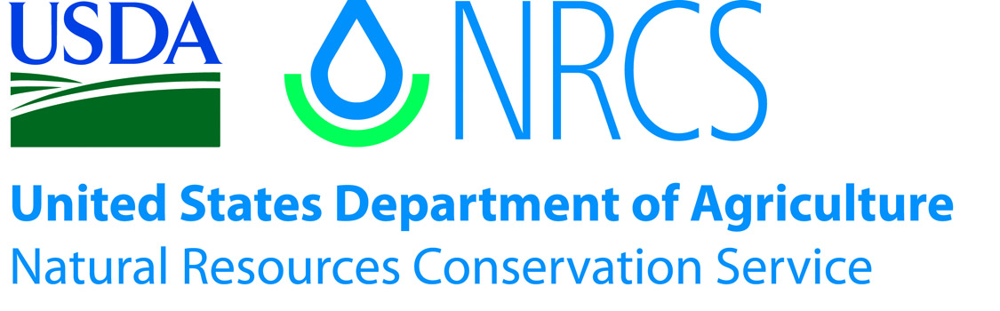 USDA NRCS
United States Department of Agriculture
Natural Resources Conservation Service